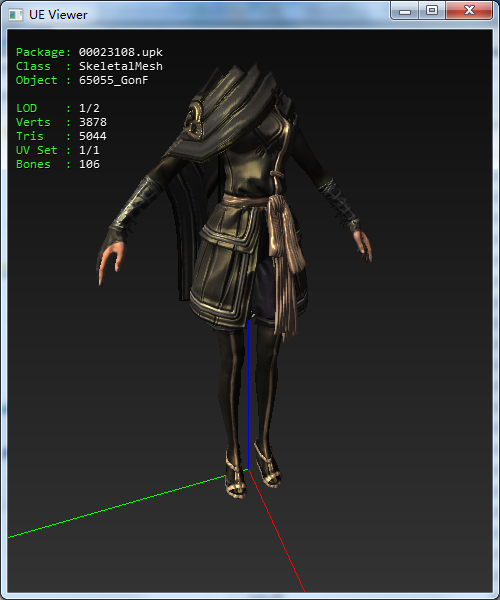 UE Viewer
Package: 00023108.upk
Class  : SkeletalMesh
Object : 65055_GonF
LOD    : 1/2
Verts  : 3878
Tris   : 5044
UV Set : 1/1
Bones  : 106